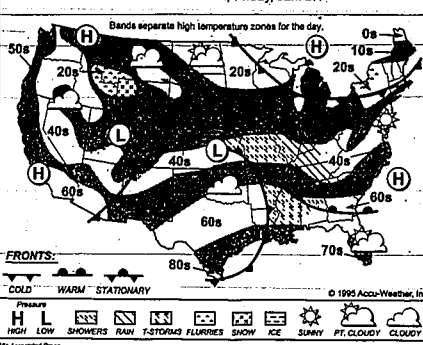 Bands separate high temperature zones for the day.
50s
H
20s
20s
H
0s
10s
20s
40s
L
40s
L
40s
H
60s
60s
H
60s
80s
70s
FRONTS:
COLD WARM STATIONARY
© 1995 Accu-Weather, In
Pressure
H L
HIGH LOW SHOWERS RAIN T-STORMS FLURRIES SNOW ICE SUNNY PT. CLOUDY CLOUDY